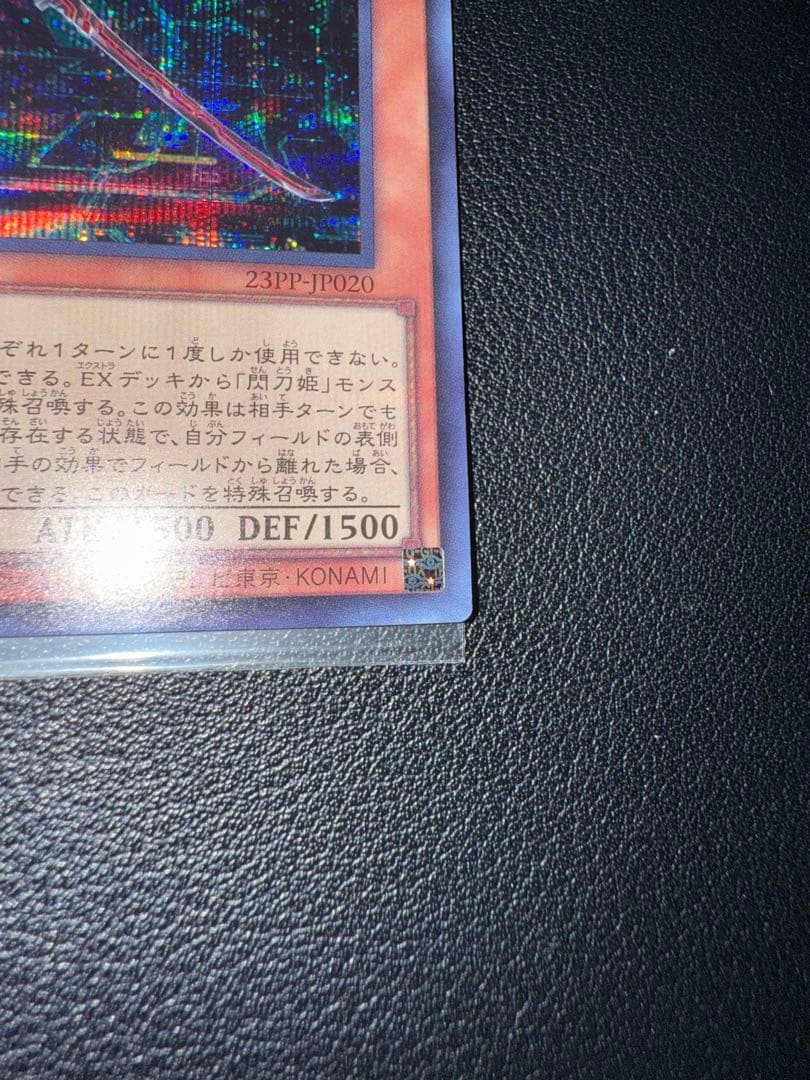 23PP-JP020
ぞれ1ターンに1度しか使用できない。
できる。EXデッキから「閃刀姫」モンス
殊召喚する。この効果は相手ターンでも
存在する状態で、自分フィールドの表側
手の効果でフィールドから離れた場合、
できる。このカードを特殊召喚する。
500 DEF/1500
東京・KONAMI